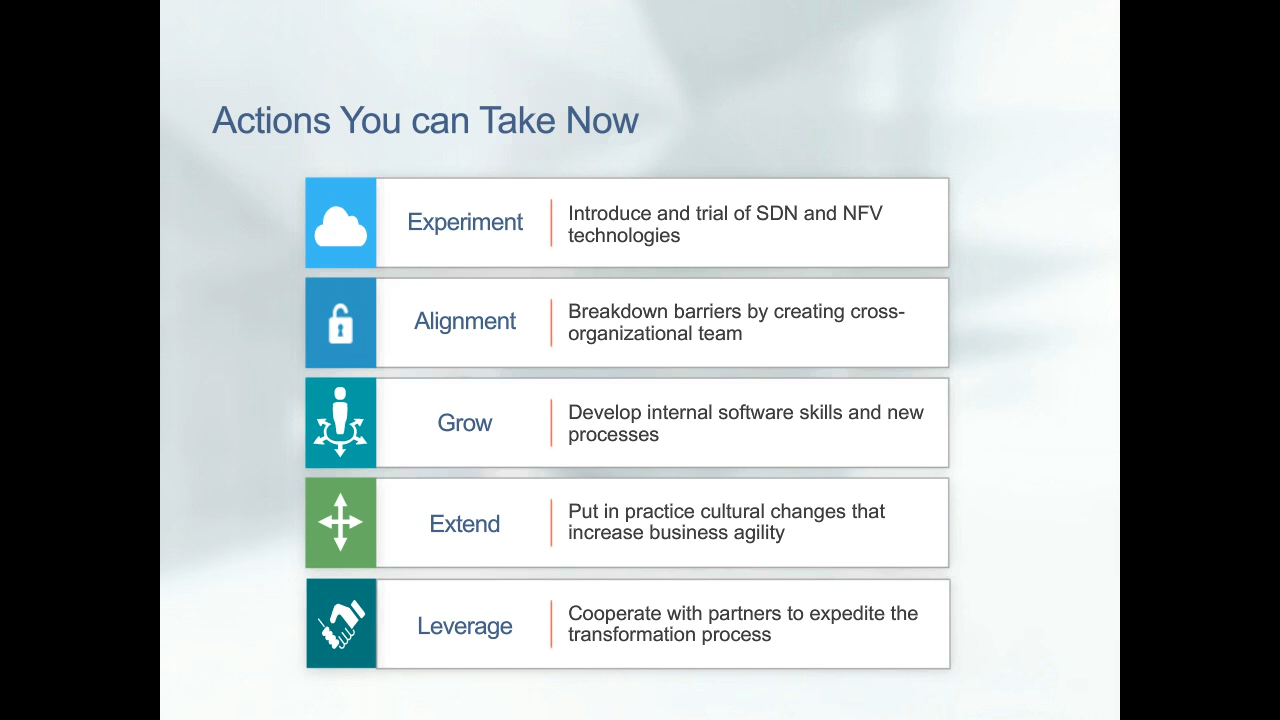 Actions You can Take Now
Experiment
Introduce and trial of SDN and NFV
technologies
Alignment
Breakdown barriers by creating cross-
organizational team
Grow
Develop internal software skills and new
processes
Extend
Put in practice cultural changes that
increase business agility
Leverage
Cooperate with partners to expedite the
transformation process